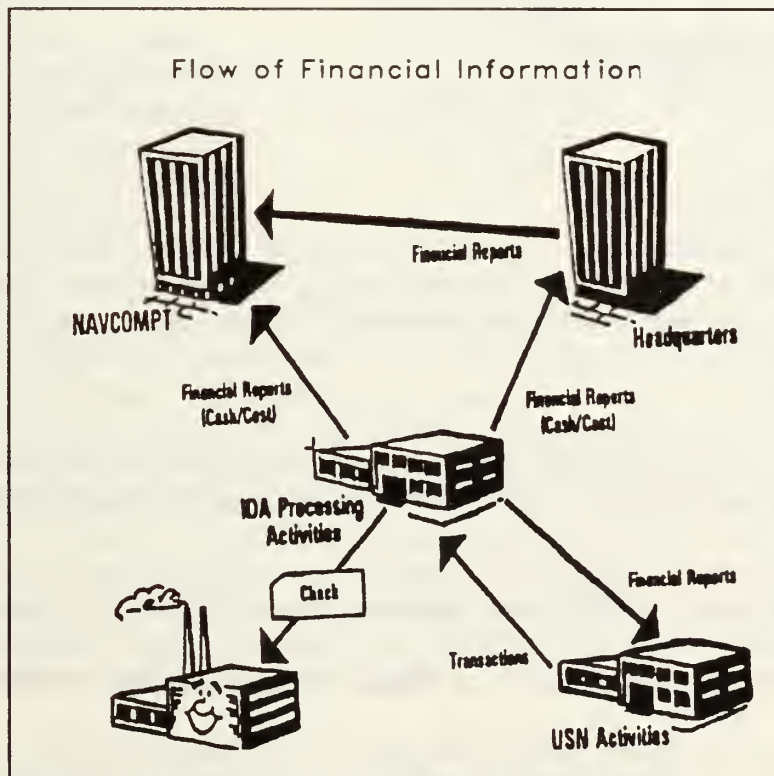 Flow of Financial Information
Financial Reports
NAVCOMPT
Headquarters
Financial Reports
(Cash/Cost)
Financial Reports
(Cash/Cost)
IDA Processing
Activities
Check
Financial Reports
Transactions
USN Activities